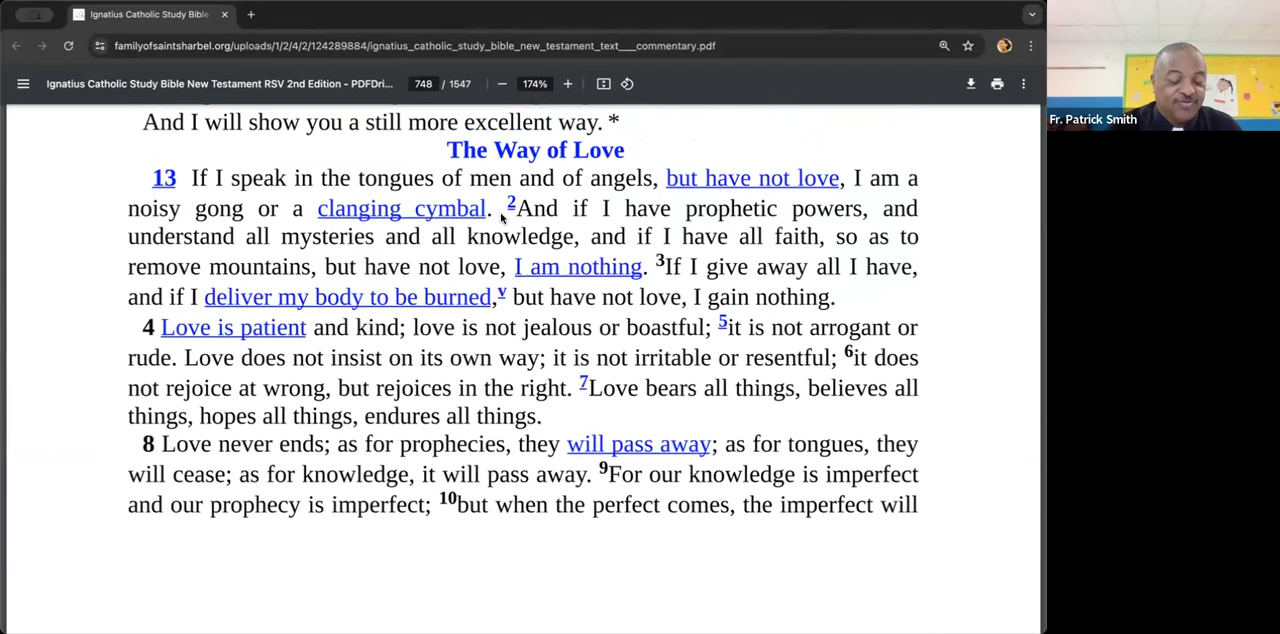 Ignatius Catholic Study Bible
familyofsaintsharbel.org/uploads/1/2/4/2/124289884/ignatius_catholic_study_bible_new_testament_text___commentary.pdf
Ignatius Catholic Study Bible New Testament RSV 2nd Edition - PDFDri... 748 / 1547 174%
And I will show you a still more excellent way. *
The Way of Love
13 If I speak in the tongues of men and of angels, but have not love, I am a
noisy gong or a clanging cymbal. 2And if I have prophetic powers, and
understand all mysteries and all knowledge, and if I have all faith, so as to
remove mountains, but have not love, I am nothing. 3If I give away all I have,
and if I deliver my body to be burned,v but have not love, I gain nothing.
4 Love is patient and kind; love is not jealous or boastful; 5it is not arrogant or
rude. Love does not insist on its own way; it is not irritable or resentful; 6it does
not rejoice at wrong, but rejoices in the right. 7Love bears all things, believes all
things, hopes all things, endures all things.
8 Love never ends; as for prophecies, they will pass away; as for tongues, they
will cease; as for knowledge, it will pass away. 9For our knowledge is imperfect
and our prophecy is imperfect; 10but when the perfect comes, the imperfect will
Fr. Patrick Smith